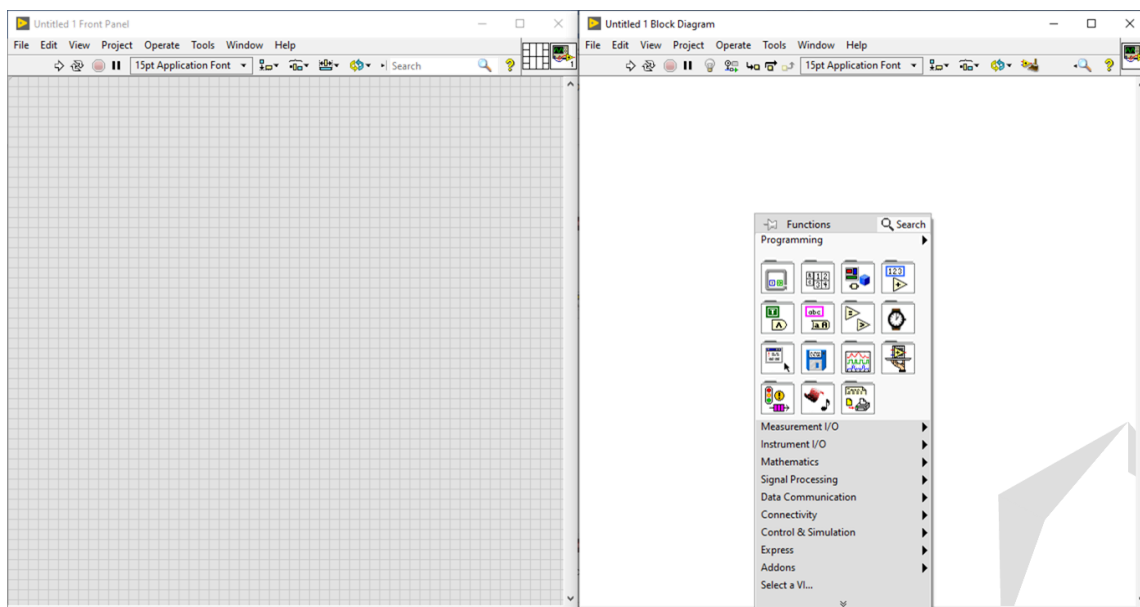 Untitled 1 Front Panel
File Edit View Project Operate Tools Window Help
15pt Application Font
Search
Untitled 1 Block Diagram
File Edit View Project Operate Tools Window Help
15pt Application Font
Functions
Search
Programming
Measurement I/O
Instrument I/O
Mathematics
Signal Processing
Data Communication
Connectivity
Control & Simulation
Express
Addons
Select a VI...